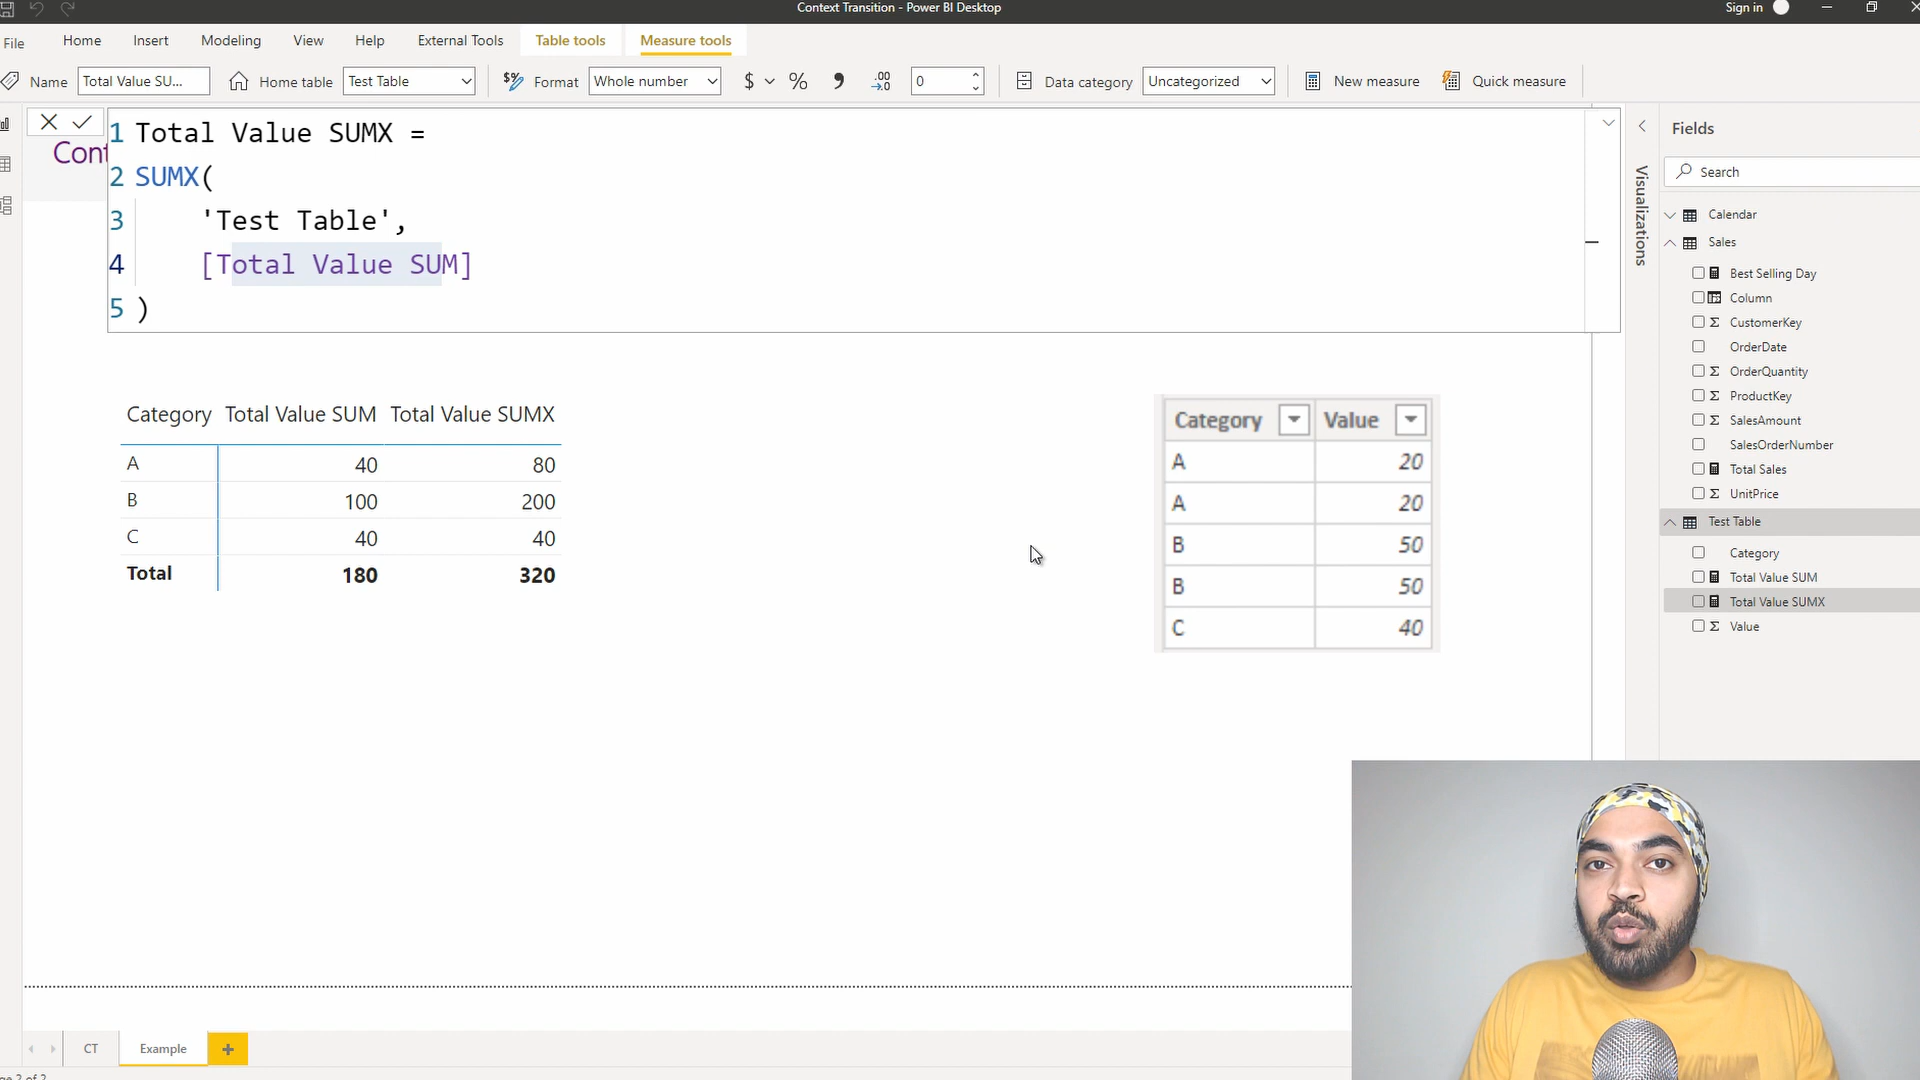 Context Transition - Power BI Desktop
Sign in
File Home Insert Modeling View Help External Tools Table tools Measure tools
Name Total Value SU... Home table Test Table Format Whole number $ % 0 Data category Uncategorized New measure Quick measure
Cont
1 Total Value SUMX =
2 SUMX(
3 'Test Table',
4 [Total Value SUM]
5 )
Category Total Value SUM Total Value SUMX
A 40 80
B 100 200
C 40 40
Total 180 320
Category Value
A 20
A 20
B 50
B 50
C 40
Visualizations
Fields
Search
Calendar
Sales
Best Selling Day
Column
CustomerKey
OrderDate
OrderQuantity
ProductKey
SalesAmount
SalesOrderNumber
Total Sales
UnitPrice
Test Table
Category
Total Value SUM
Total Value SUMX
Value
CT Example